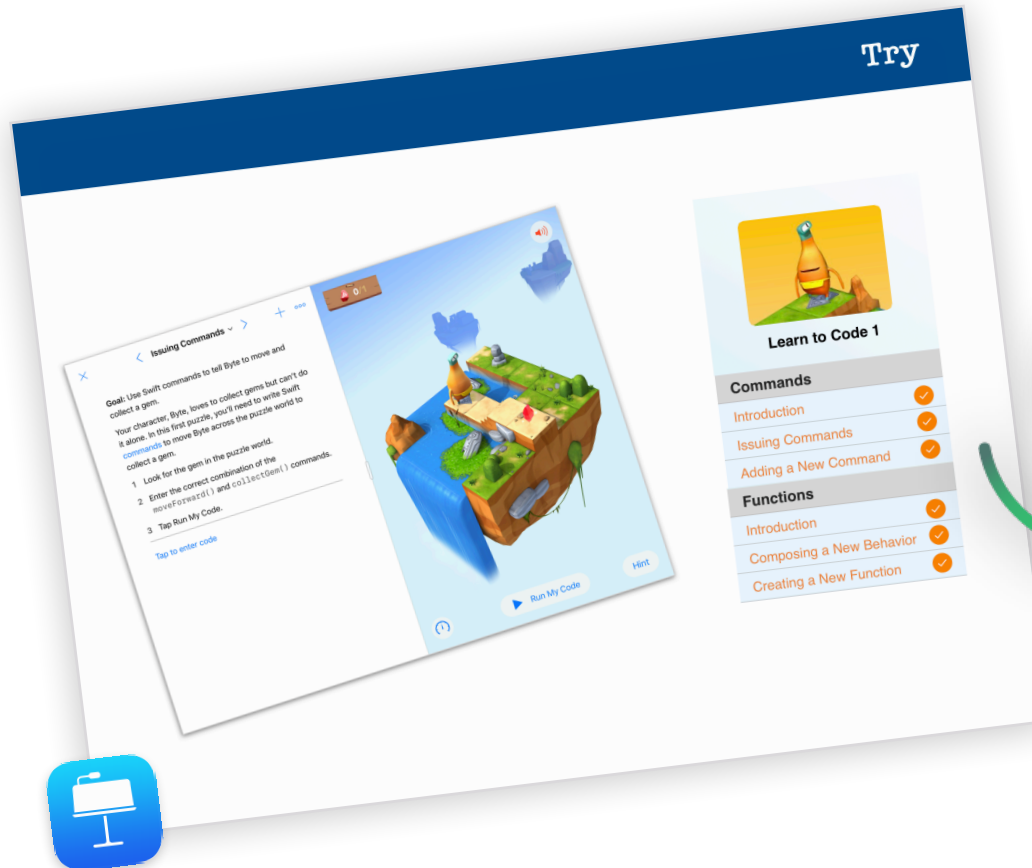 Try
Issuing Commands
Goal: Use Swift commands to tell Byte to move and
collect a gem.
Your character, Byte, loves to collect gems but can't do
it alone. In this first puzzle, you'll need to write Swift
commands to move Byte across the puzzle world to
collect a gem.
1 Look for the gem in the puzzle world.
2 Enter the correct combination of the
moveForward() and collectGem() commands.
3 Tap Run My Code.
Tap to enter code
0/1
Run My Code
Hint
Learn to Code 1
Commands
Introduction
Issuing Commands
Adding a New Command
Functions
Introduction
Composing a New Behavior
Creating a New Function